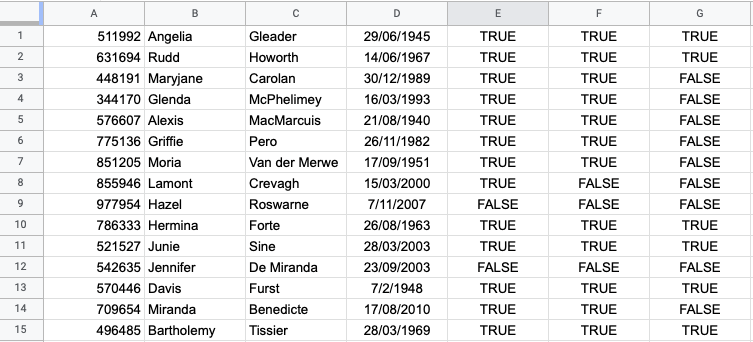 A B C D E F G
1 511992 Angelia Gleader 29/06/1945 TRUE TRUE TRUE
2 631694 Rudd Howorth 14/06/1967 TRUE TRUE TRUE
3 448191 Maryjane Carolan 30/12/1989 TRUE TRUE FALSE
4 344170 Glenda McPhelimey 16/03/1993 TRUE TRUE FALSE
5 576607 Alexis MacMarcuis 21/08/1940 TRUE TRUE FALSE
6 775136 Griffie Pero 26/11/1982 TRUE TRUE FALSE
7 851205 Moria Van der Merwe 17/09/1951 TRUE TRUE FALSE
8 855946 Lamont Crevagh 15/03/2000 TRUE FALSE FALSE
9 977954 Hazel Roswarne 7/11/2007 FALSE FALSE FALSE
10 786333 Hermina Forte 26/08/1963 TRUE TRUE TRUE
11 521527 Junie Sine 28/03/2003 TRUE TRUE TRUE
12 542635 Jennifer De Miranda 23/09/2003 FALSE FALSE FALSE
13 570446 Davis Furst 7/2/1948 TRUE TRUE TRUE
14 709654 Miranda Benedicte 17/08/2010 TRUE TRUE FALSE
15 496485 Bartholemy Tissier 28/03/1969 TRUE TRUE TRUE